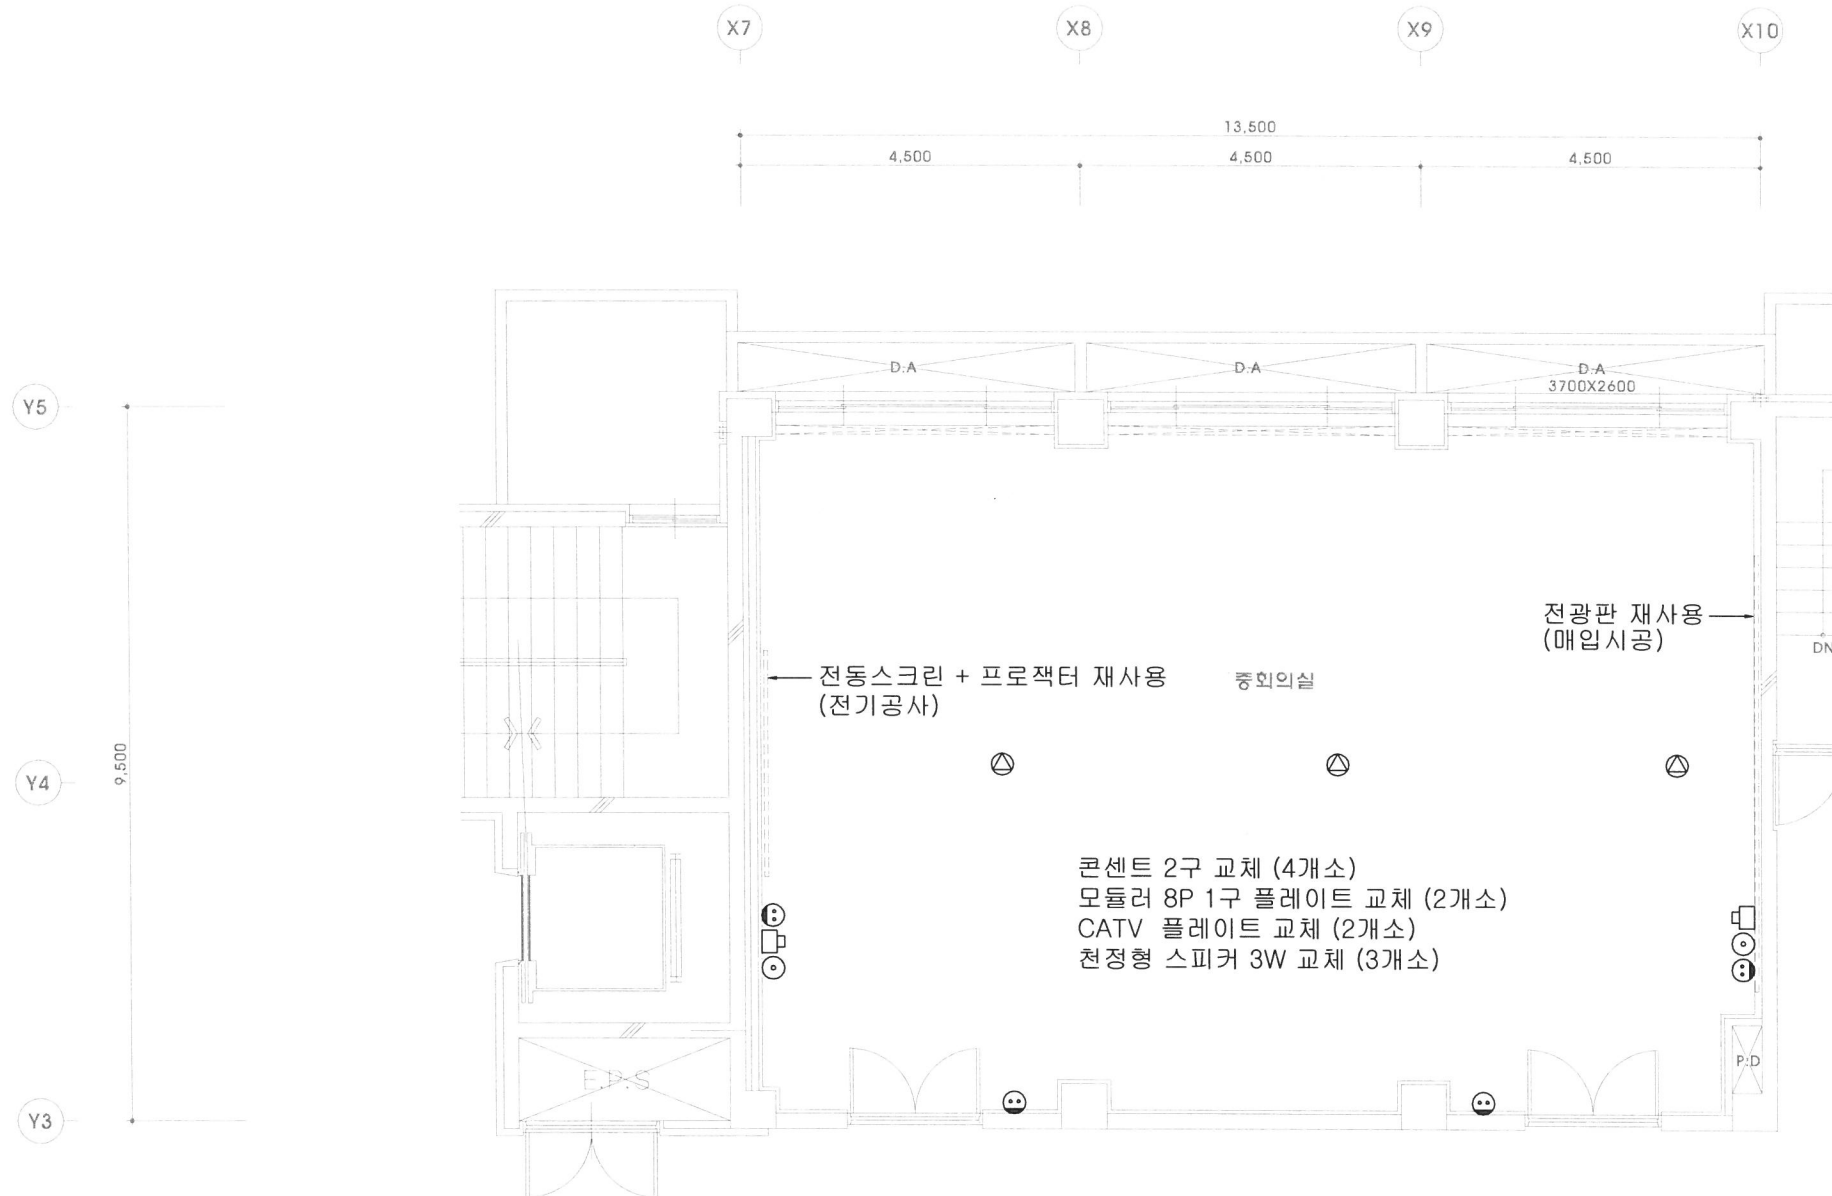 X7
X8
X9
X10
13,500
4,500
4,500
4,500
D.A
D.A
D.A
3700X2600
Y5
전광판 재사용
(매입시공)
DN
전동스크린 + 프로잭터 재사용
(전기공사)
중회의실
9,500
Y4
콘센트 2구 교체 (4개소)
모듈러 8P 1구 플레이트 교체 (2개소)
CATV 플레이트 교체 (2개소)
천정형 스피커 3W 교체 (3개소)
P.D
E.P.S
Y3